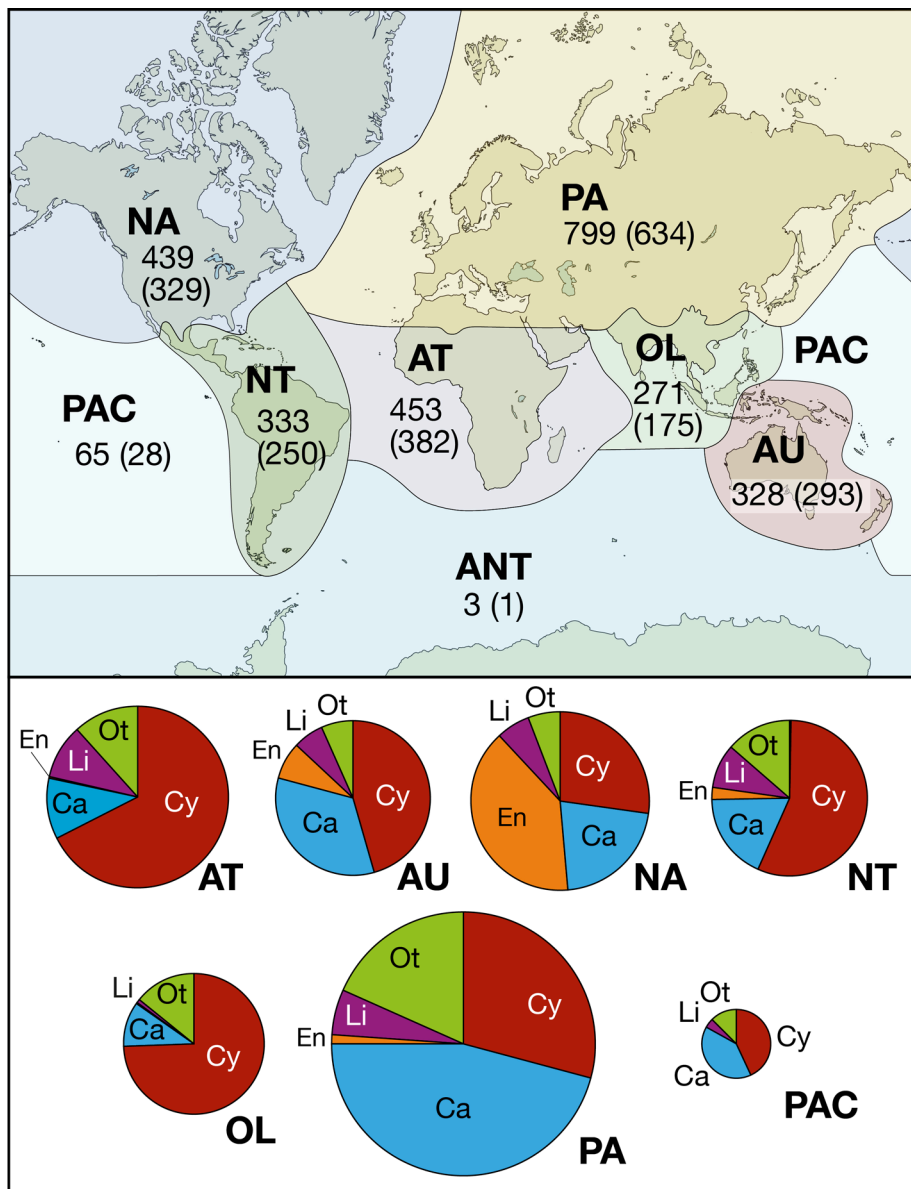 NA
439
(329)
PA
799 (634)
AT
453
(382)
OL
271
(175)
PAC
NT
333
(250)
PAC
65 (28)
AU
328 (293)
ANT
3 (1)
En
Ot
Li
Ca
Cy
AT
Li
Ot
En
Ca
Cy
AU
Li
Ot
En
Cy
Ca
NA
Ot
Li
En
Ca
Cy
NT
Li
Ot
Ca
Cy
OL
Ot
Li
En
Cy
Ca
PA
Ot
Li
Cy
Ca
PAC